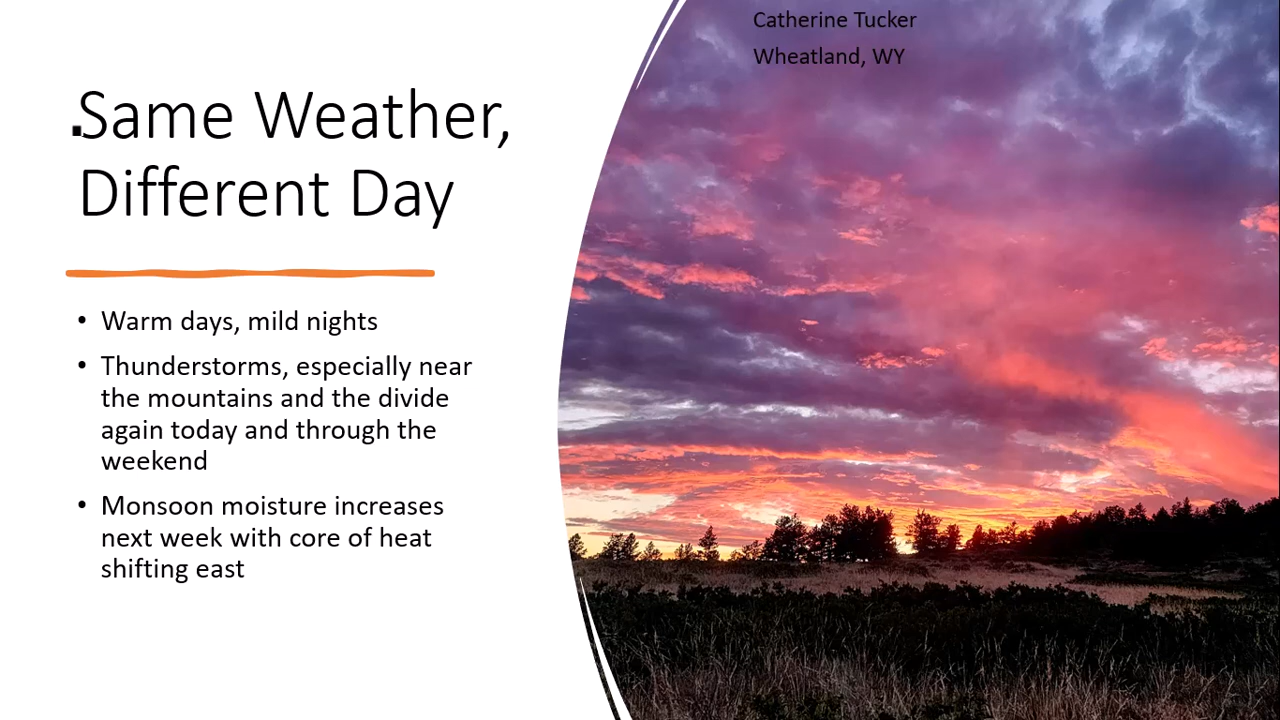 Catherine Tucker
Wheatland, WY
.Same Weather,
Different Day
• Warm days, mild nights
• Thunderstorms, especially near
the mountains and the divide
again today and through the
weekend
• Monsoon moisture increases
next week with core of heat
shifting east